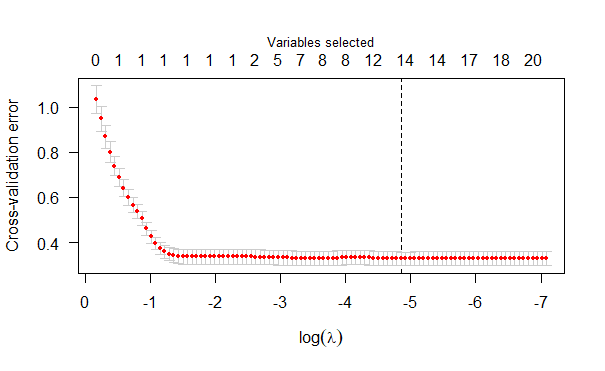 Variables selected
0 1 1 1 1 1 1 2 5 7 8 8 12 14 14 17 18 20
Cross-validation error
1.0
0.8
0.6
0.4
0 -1 -2 -3 -4 -5 -6 -7
log(λ)